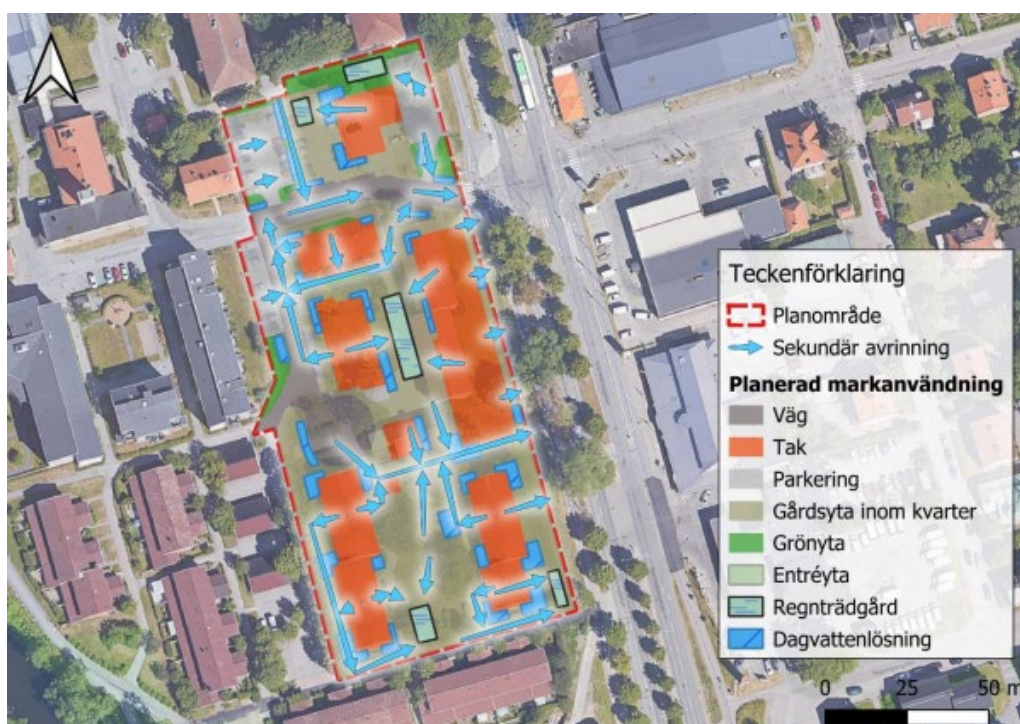 Teckenförklaring
Planområde
Sekundär avrinning
Planerad markanvändning
Väg
Tak
Parkering
Gårdsyta inom kvarter
Grönyta
Entréyta
Regnträdgård
Dagvattenlösning
0 25 50 m